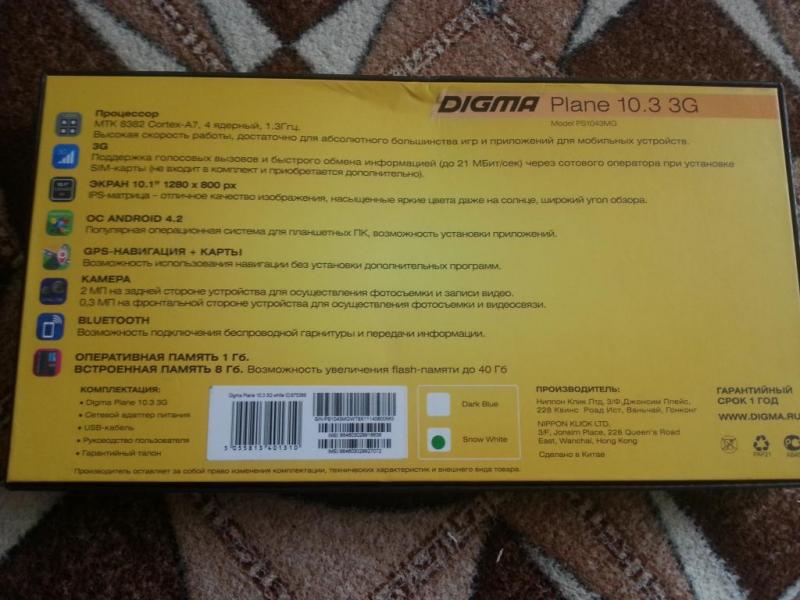 DIGMA Plane 10.3 3G
Model PS1043MG
Процессор
МТК 8382 Cortex-A7, 4 ядерный, 1.3Ггц.
Высокая скорость работы, достаточно для абсолютного большинства игр и приложений для мобильных устройств.
3G
Поддержка голосовых вызовов и быстрого обмена информацией (до 21 МБит/сек) через сотового оператора при установке
SIM-карты (не входит в комплект и приобретается дополнительно).
ЭКРАН 10.1" 1280 x 800 px
IPS-матрица – отличное качество изображения, насыщенные яркие цвета даже на солнце, широкий угол обзора.
ОС ANDROID 4.2
Популярная операционная система для планшетных ПК, возможность установки приложений.
GPS-НАВИГАЦИЯ + КАРТЫ
Возможность использования навигации без установки дополнительных программ.
КАМЕРА
2 МП на задней стороне устройства для осуществления фотосъемки и записи видео.
0,3 МП на фронтальной стороне устройства для осуществления фотосъемки и видеосвязи.
BLUETOOTH
Возможность подключения беспроводной гарнитуры и передачи информации.
ОПЕРАТИВНАЯ ПАМЯТЬ 1 Гб.
ВСТРОЕННАЯ ПАМЯТЬ 8 Гб. Возможность увеличения flash-памяти до 40 Гб
КОМПЛЕКТАЦИЯ:
• Digma Plane 10.3 3G
• Сетевой адаптер питания
• USB-кабель
• Руководство пользователя
• Гарантийный талон
Digma Plane 10.3 3G white
Dark Blue
Snow White
ПРОИЗВОДИТЕЛЬ:
Ниппон Клик Лтд, 3/Ф,Джонсим Плейс,
228 Квинс Роад Ист, Ваньчай, Гонконг
NIPPON KLICK LTD.
3/F, Jonsim Place, 228 Queen's Road
East, Wanchai, Hong Kong
Сделано в Китае
ГАРАНТИЙНЫЙ
СРОК 1 ГОД
WWW.DIGMA.RU
PAP21
Производитель оставляет за собой право изменения комплектации, технических характеристик и внешнего вида товара.